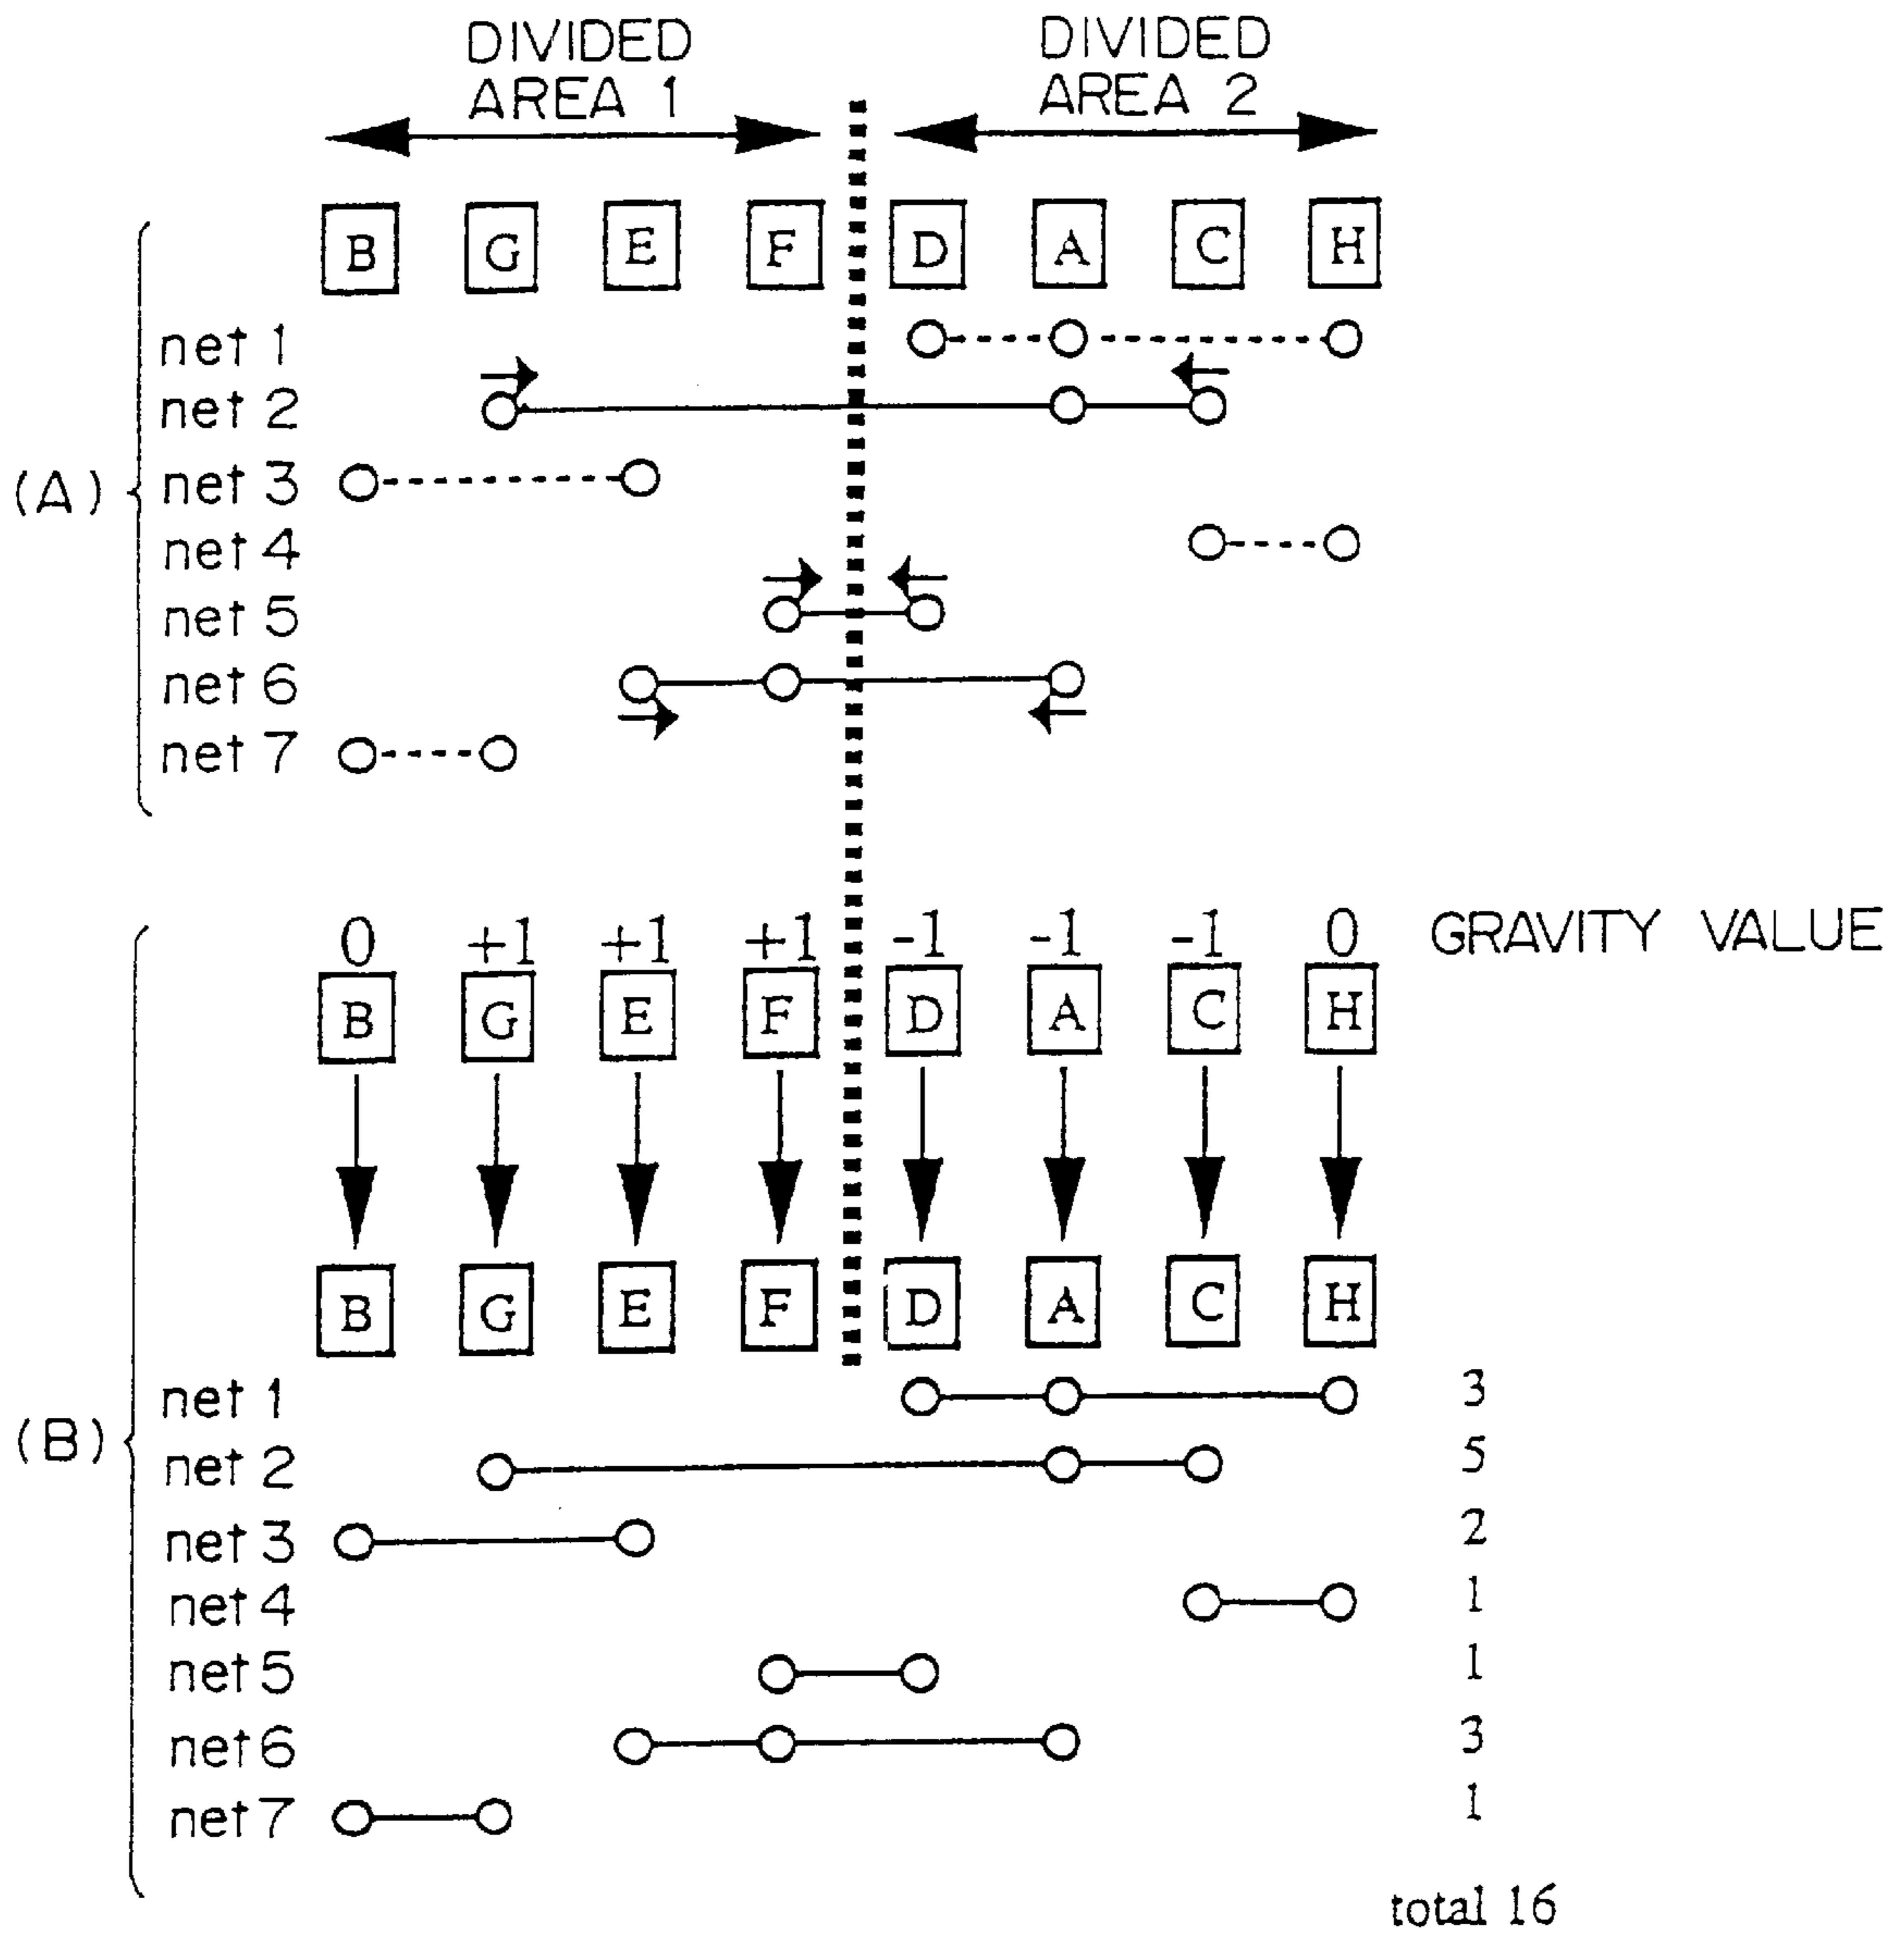 DIVIDED AREA 1
DIVIDED AREA 2
B G E F D A C H
(A)
net 1
net 2
net 3
net 4
net 5
net 6
net 7
0 +1 +1 +1 -1 -1 -1 0 GRAVITY VALUE
B G E F D A C H
B G E F D A C H
(B)
net 1 3
net 2 5
net 3 2
net 4 1
net 5 1
net 6 3
net 7 1
total 16